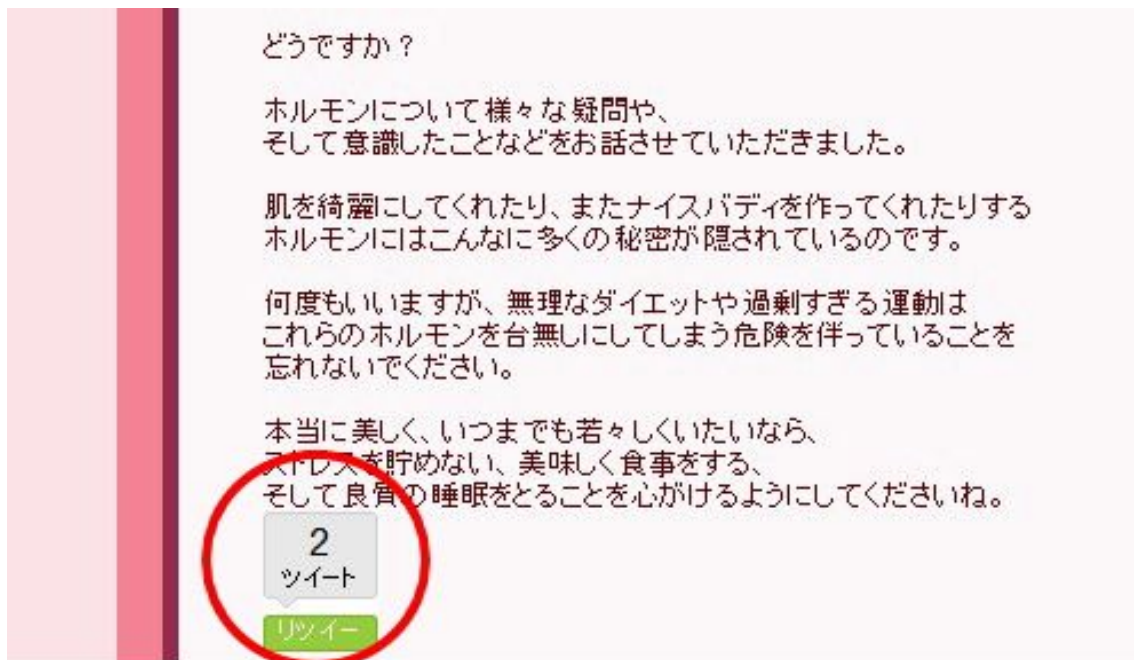 どうですか？
ホルモンについて様々な疑問や、
そして意識したことなどをお話させていただきました。
肌を綺麗にしてくれたり、またナイスバディを作ってくれたりする
ホルモンにはこんなに多くの秘密が隠されているのです。
何度もいいますが、無理なダイエットや過剰すぎる運動は
これらのホルモンを台無しにしてしまう危険を伴っていることを
忘れないでください。
本当に美しく、いつまでも若々しくいたいなら、
ストレスを貯めない、美味しく食事をする、
そして良質の睡眠をとることを心がけるようにしてくださいね。
2
ツイート
リツイー